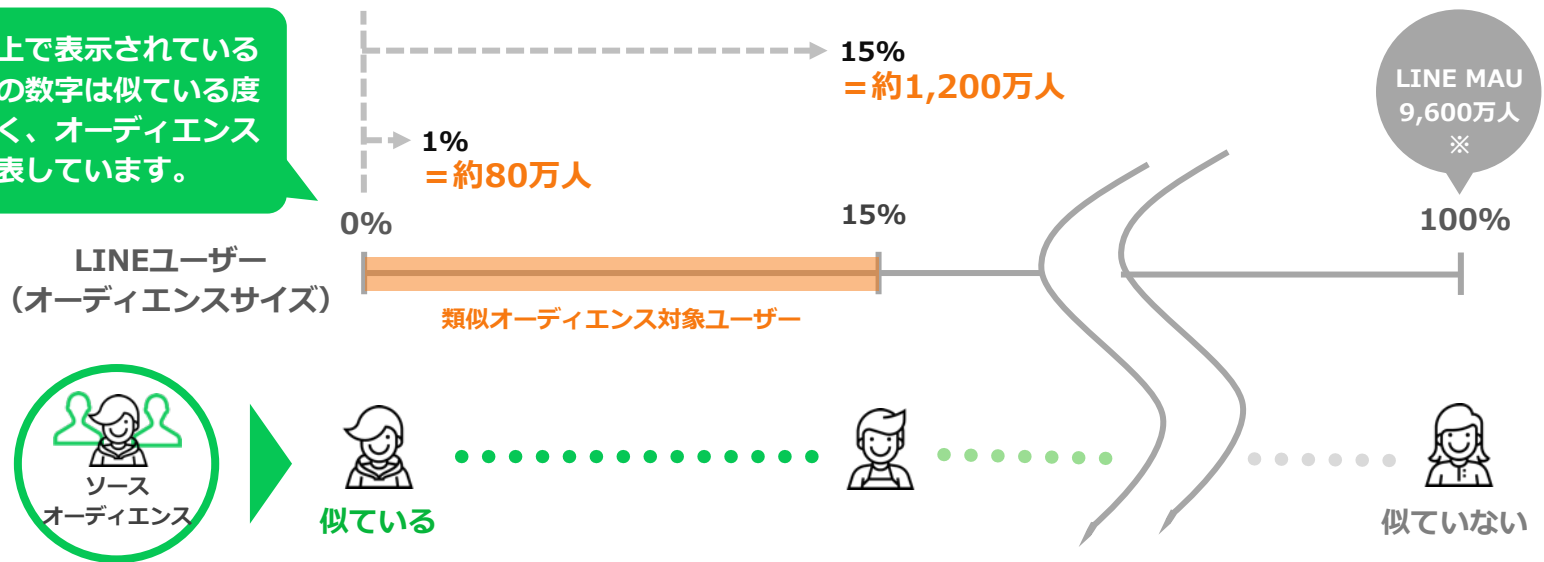 上で表示されている
の数字は似ている度
く、オーディエンス
表しています。
15%
＝約1,200万人
1%
＝約80万人
LINE MAU
9,600万人
※
0%
15%
100%
LINEユーザー
（オーディエンスサイズ）
類似オーディエンス対象ユーザー
ソース
オーディエンス
似ている
似ていない